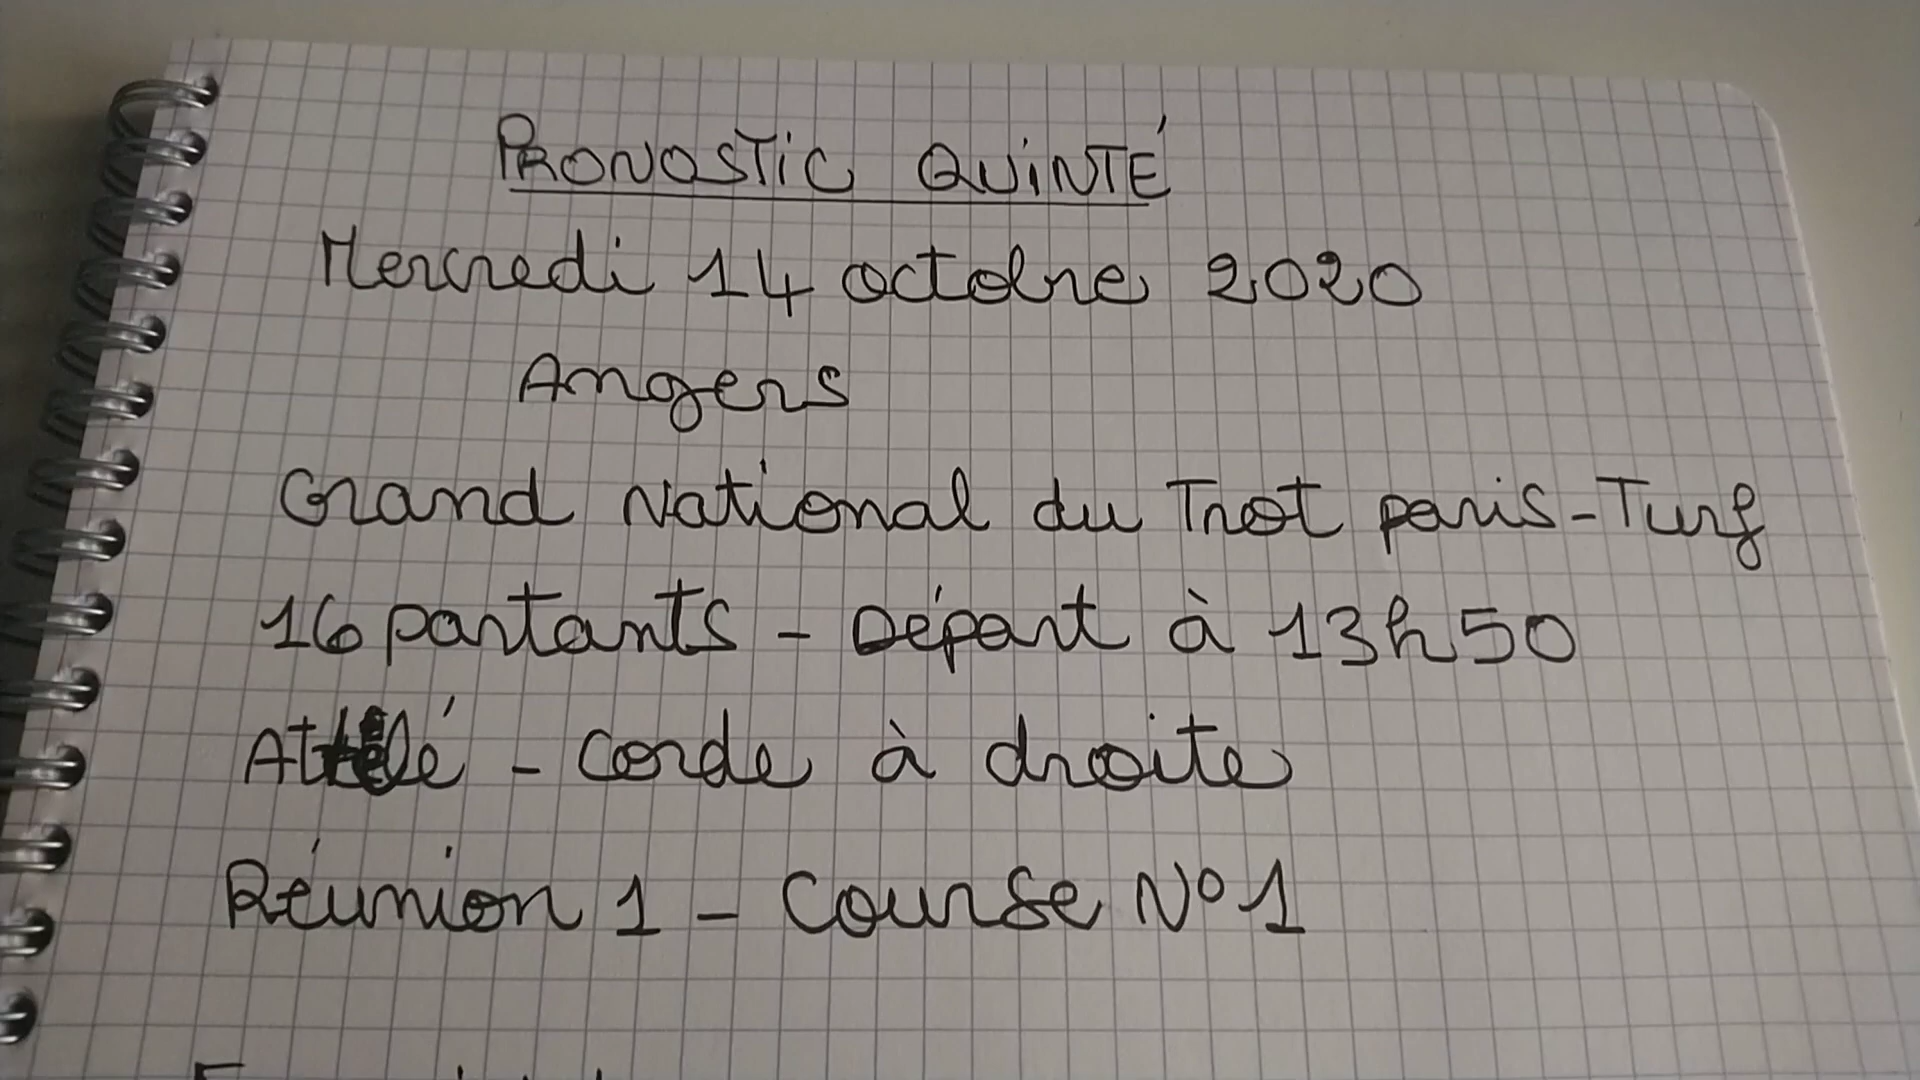 PRONOSTIC QUINTÉ
Mercredi 14 octobre 2020
Angers
Grand National du Trot paris-Turf
16 partants - Départ à 13h50
Attelé - Corde à droite
Réunion 1 - Course N°1